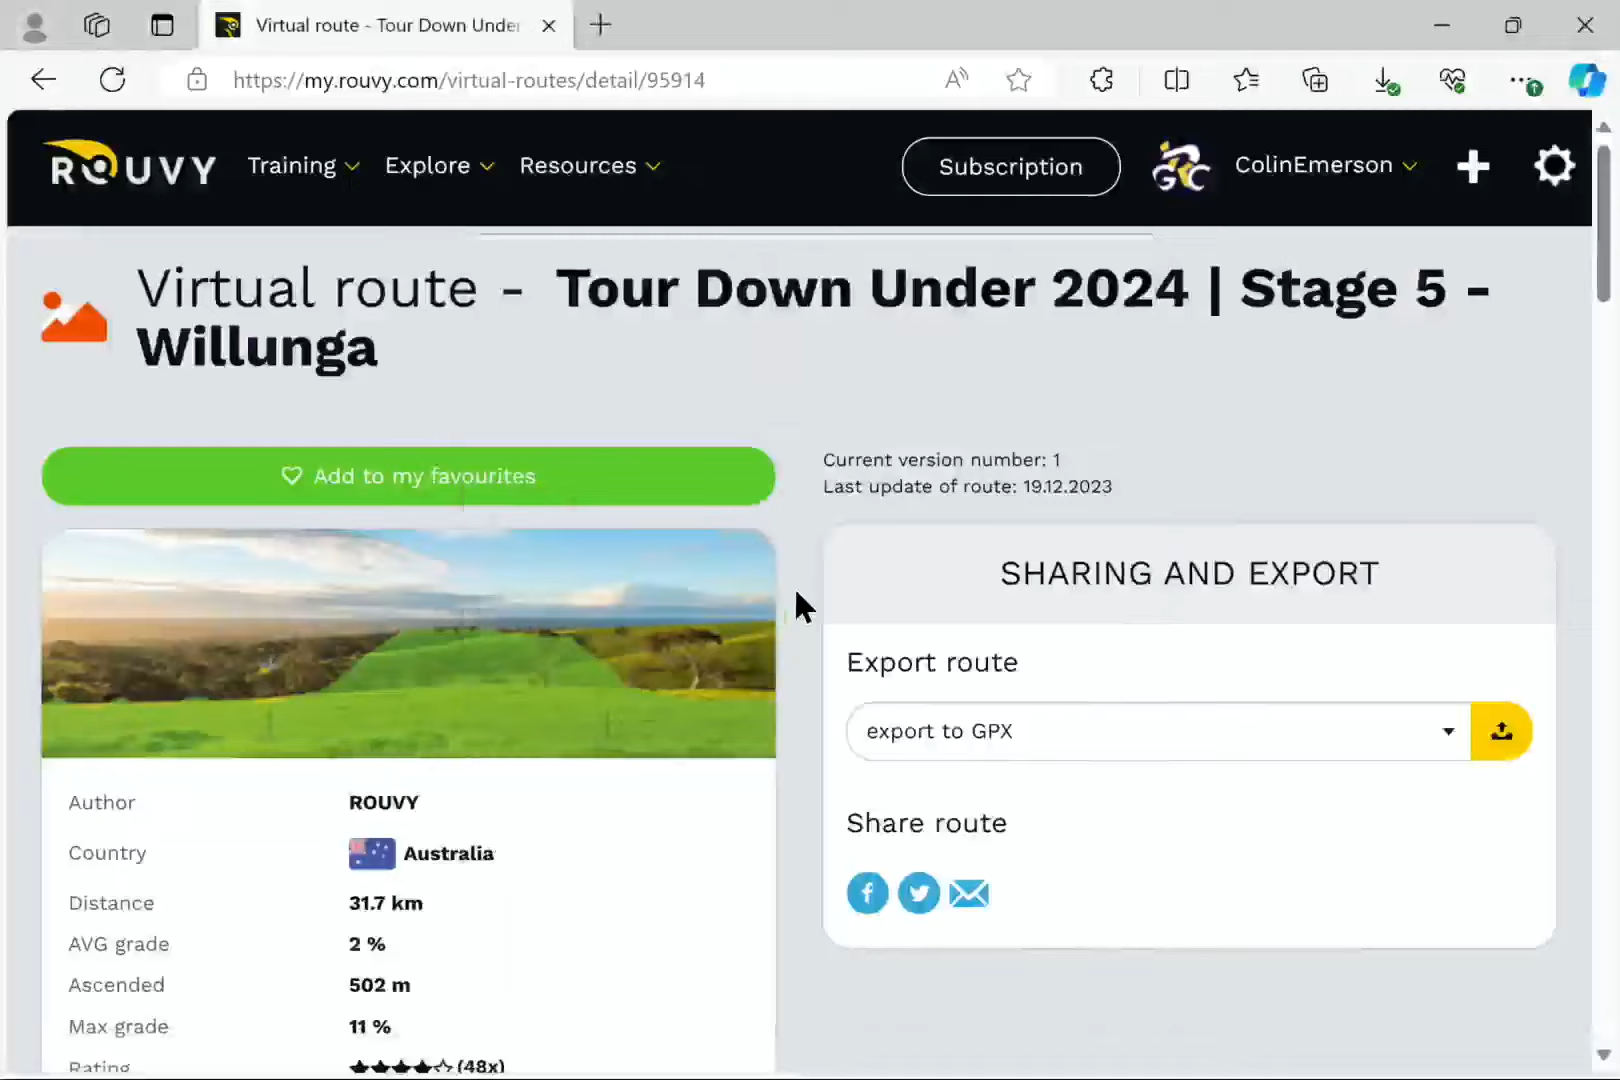 Virtual route - Tour Down Under
https://my.rouvy.com/virtual-routes/detail/95914
ROUVY
Training
Explore
Resources
Subscription
GC
ColinEmerson
Virtual route - Tour Down Under 2024 | Stage 5 -
Willunga
Add to my favourites
Current version number: 1
Last update of route: 19.12.2023
SHARING AND EXPORT
Export route
export to GPX
Share route
Author ROUVY
Country Australia
Distance 31.7 km
AVG grade 2 %
Ascended 502 m
Max grade 11 %
Rating (48x)